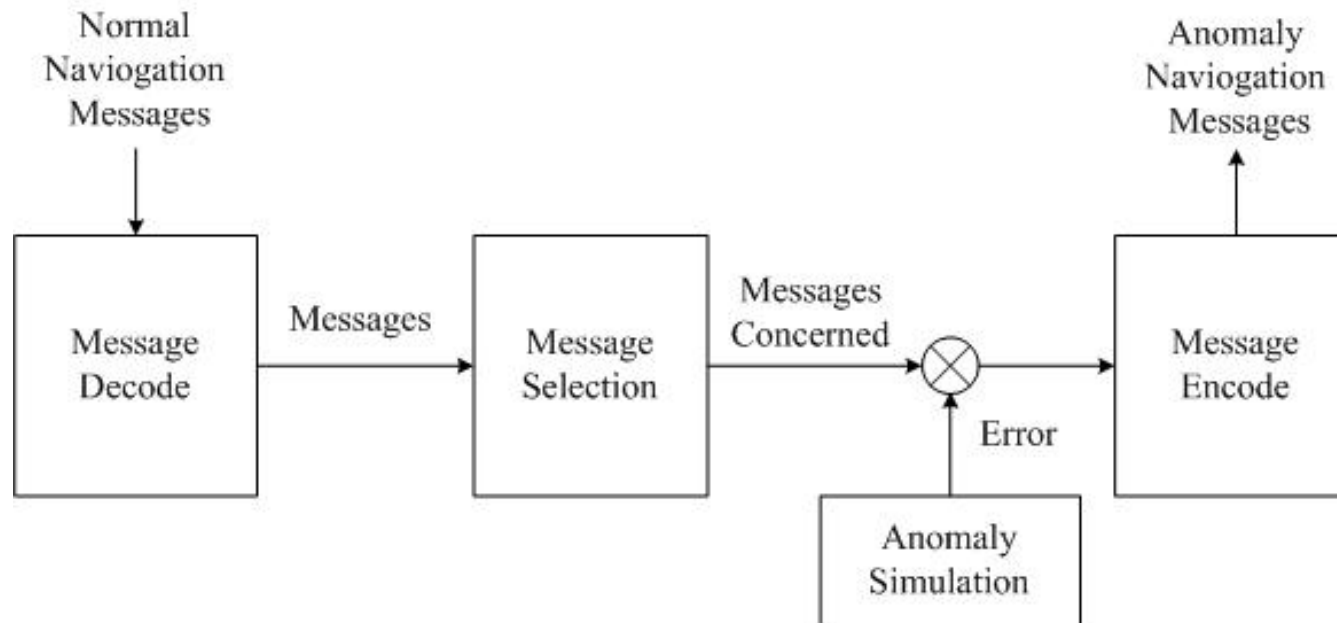 Normal
Naviogation
Messages
Anomaly
Naviogation
Messages
Message
Decode
Messages
Message
Selection
Messages
Concerned
Error
Message
Encode
Anomaly
Simulation